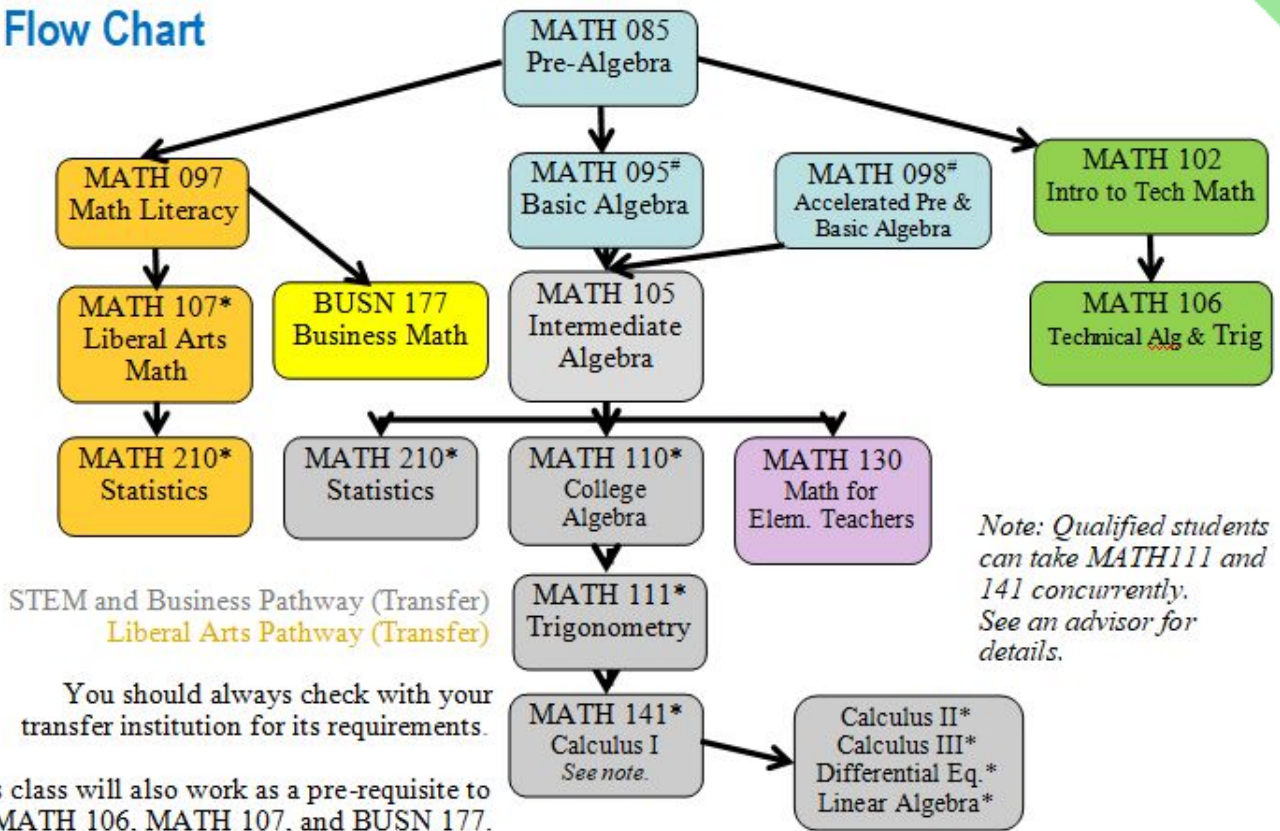 Flow Chart
MATH 085
Pre-Algebra
MATH 097
Math Literacy
MATH 095#
Basic Algebra
MATH 098#
Accelerated Pre &
Basic Algebra
MATH 102
Intro to Tech Math
MATH 107*
Liberal Arts
Math
BUSN 177
Business Math
MATH 105
Intermediate
Algebra
MATH 106
Technical Alg & Trig
MATH 210*
Statistics
MATH 210*
Statistics
MATH 110*
College
Algebra
MATH 130
Math for
Elem. Teachers
Note: Qualified students
can take MATH111 and
141 concurrently.
See an advisor for
details.
STEM and Business Pathway (Transfer)
Liberal Arts Pathway (Transfer)
MATH 111*
Trigonometry
You should always check with your
transfer institution for its requirements.
MATH 141*
Calculus I
See note.
Calculus II*
Calculus III*
Differential Eq.*
Linear Algebra*
class will also work as a pre-requisite to
MATH 106, MATH 107, and BUSN 177.